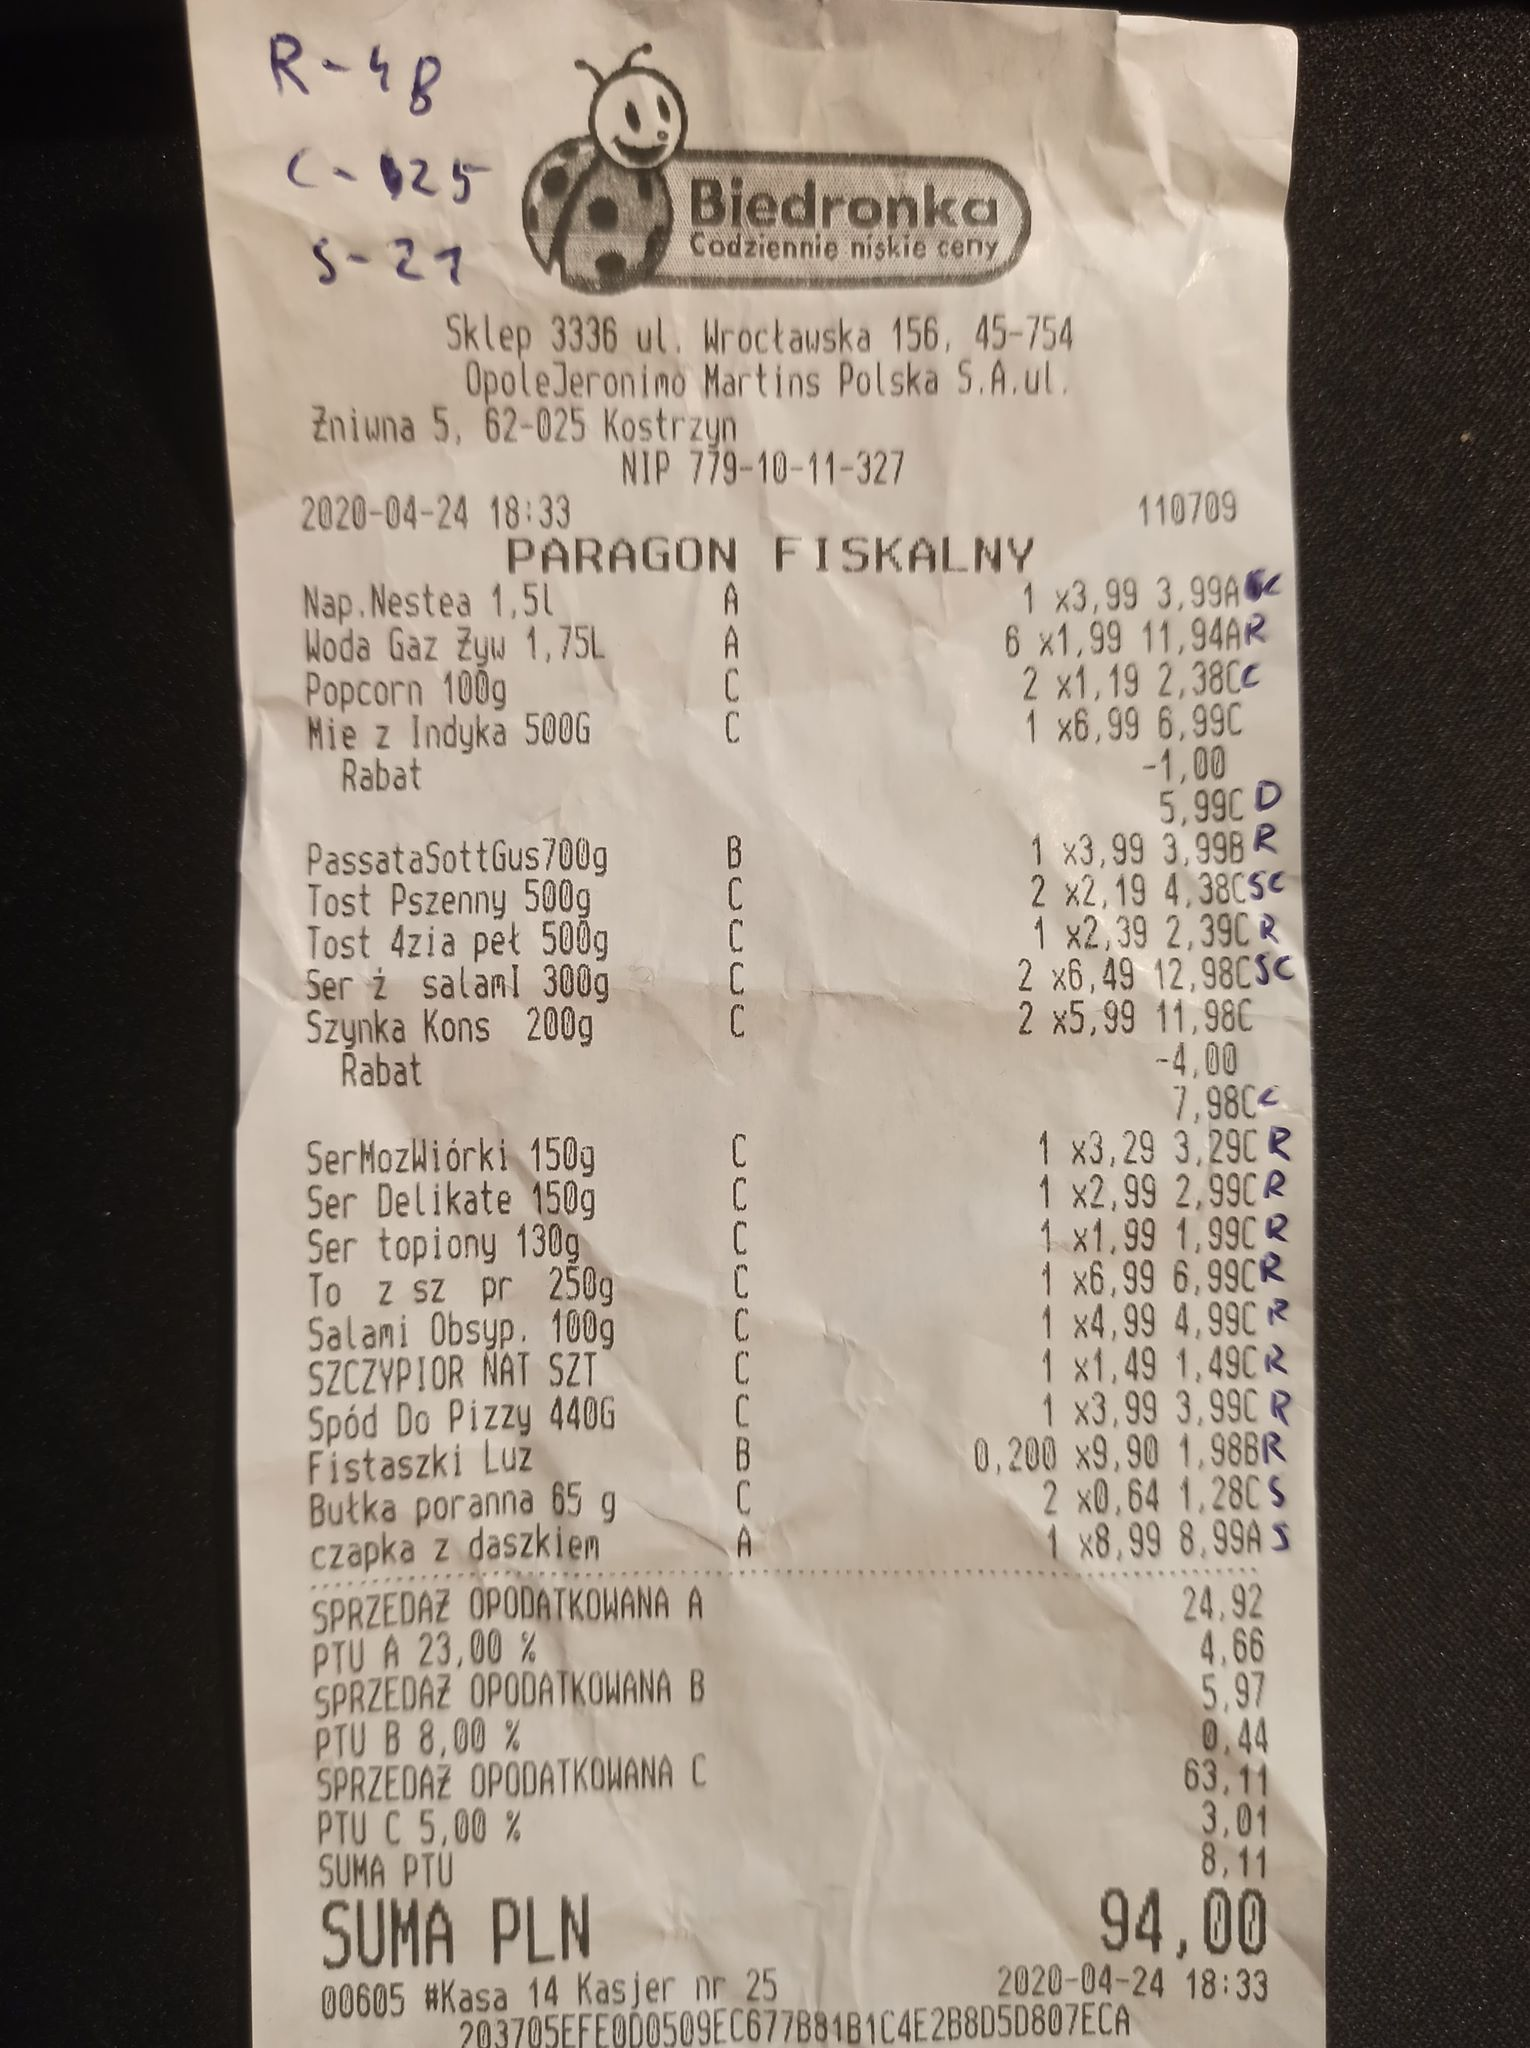 R - 48
C - 25
S - 21
Biedronka
Codziennie niskie ceny
Sklep 3336 ul. Wrocławska 156, 45-754
OpoleJeronimo Martins Polska S.A.ul.
Żniwna 5, 62-025 Kostrzyn
NIP 779-10-11-327
2020-04-24 18:33 110709
PARAGON FISKALNY
Nap.Nestea 1,5l A 1 x3,99 3,99A C
Woda Gaz Żyw 1,75L A 6 x1,99 11,94A R
Popcorn 100g C 2 x1,19 2,38C C
Mie z Indyka 500G C 1 x6,99 6,99C
Rabat -1,00
5,99C D
PassataSottGus700g B 1 x3,99 3,99B R
Tost Pszenny 500g C 2 x2,19 4,38C SC
Tost 4zia peł 500g C 1 x2,39 2,39C R
Ser ż salamI 300g C 2 x6,49 12,98C SC
Szynka Kons 200g C 2 x5,99 11,98C
Rabat -4,00
7,98C C
SerMozWiórki 150g C 1 x3,29 3,29C R
Ser Delikate 150g C 1 x2,99 2,99C R
Ser topiony 130g C 1 x1,99 1,99C R
To z sz pr 250g C 1 x6,99 6,99C R
Salami Obsyp. 100g C 1 x4,99 4,99C R
SZCZYPIOR NAT SZT C 1 x1,49 1,49C R
Spód Do Pizzy 440G C 1 x3,99 3,99C R
Fistaszki Luz B 0,200 x9,90 1,98B R
Bułka poranna 65 g C 2 x0,64 1,28C S
czapka z daszkiem A 1 x8,99 8,99A S
SPRZEDAŻ OPODATKOWANA A 24,92
PTU A 23,00 % 4,66
SPRZEDAŻ OPODATKOWANA B 5,97
PTU B 8,00 % 0,44
SPRZEDAŻ OPODATKOWANA C 63,11
PTU C 5,00 % 3,01
SUMA PTU 8,11
SUMA PLN 94,00
00605 #Kasa 14 Kasjer nr 25 2020-04-24 18:33
203705EFE0D0509EC677B81B1C4E2B8D5D807ECA